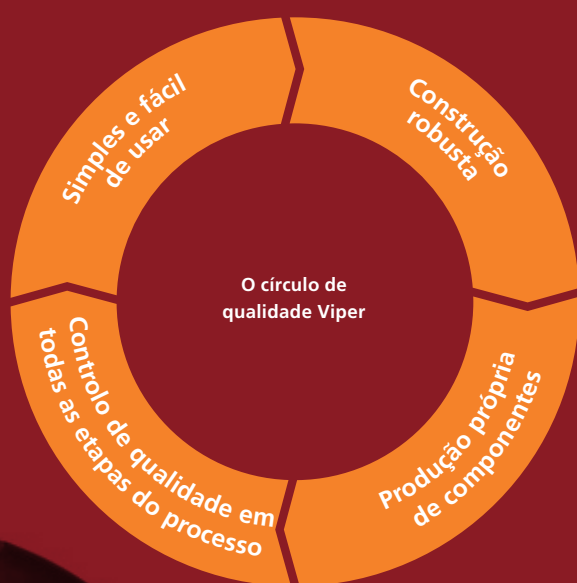 Simples e fácil
de usar
Construção
robusta
O círculo de
qualidade Viper
Controlo de qualidade em
todas as etapas do processo
Produção própria
de componentes